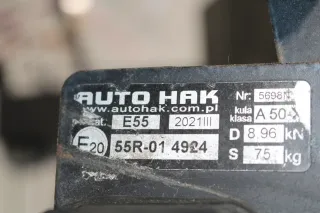 AUTO HAK
www.autohak.com.pl
Nr: 5698
kula klasa A 50
E55 2021III
D 8.96 kN
E20 55R-01 4924
S 75 kg